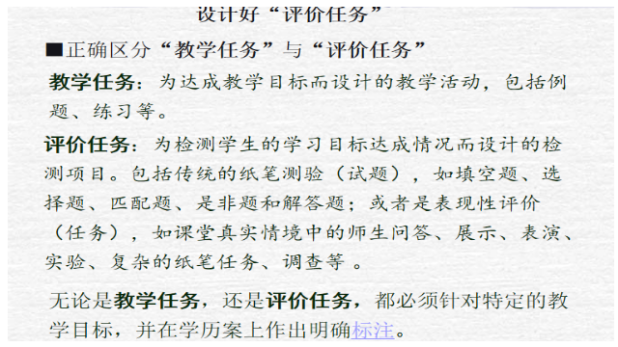 设计好“评价任务”
■正确区分“教学任务”与“评价任务”
教学任务：为达成教学目标而设计的教学活动，包括例
题、练习等。
评价任务：为检测学生的学习目标达成情况而设计的检
测项目。包括传统的纸笔测验（试题），如填空题、选
择题、匹配题、是非题和解答题；或者是表现性评价
（任务），如课堂真实情境中的师生问答、展示、表演、
实验、复杂的纸笔任务、调查等 。
无论是教学任务，还是评价任务，都必须针对特定的教
学目标，并在学历案上作出明确标注。